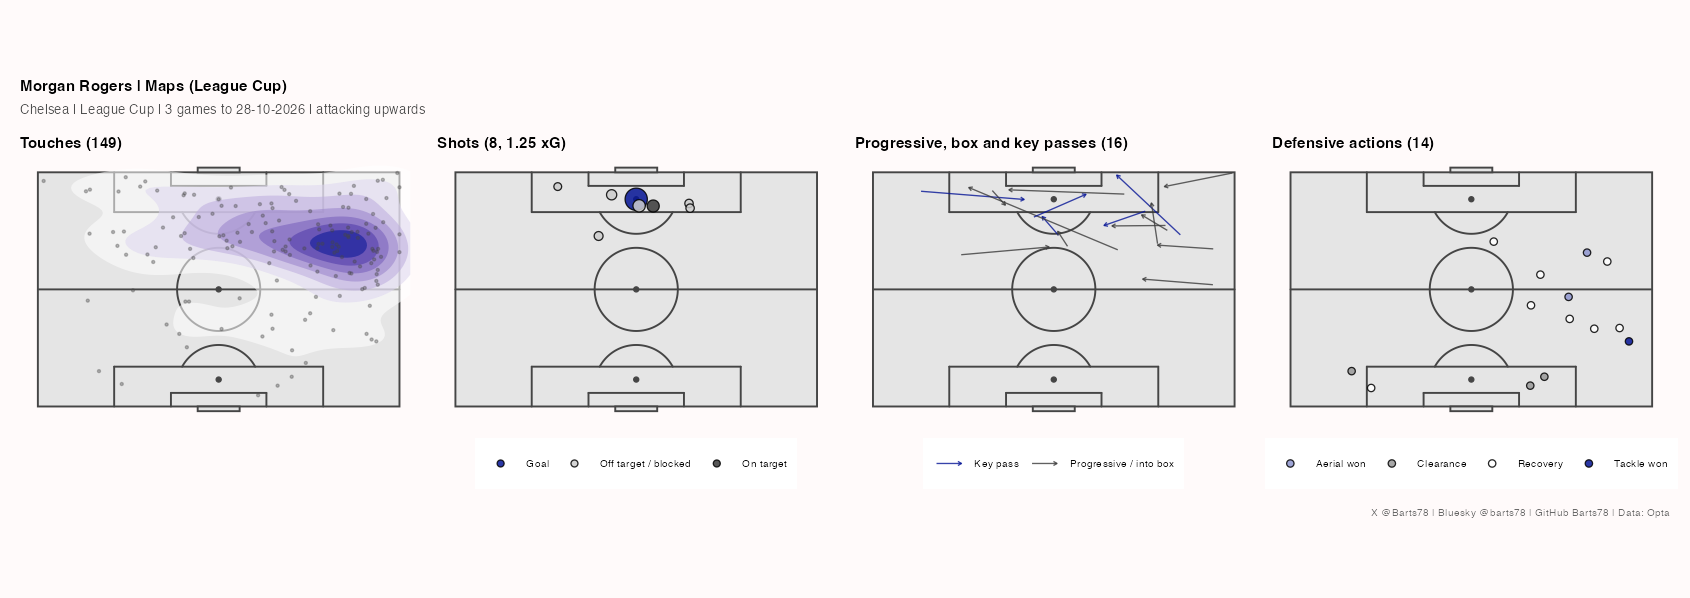 Morgan Rogers | Maps (League Cup)
Chelsea | League Cup | 3 games to 28-10-2026 | attacking upwards
Touches (149)
Shots (8, 1.25 xG)
Progressive, box and key passes (16)
Defensive actions (14)
Goal
Off target / blocked
On target
Key pass
Progressive / into box
Aerial won
Clearance
Recovery
Tackle won
X @Barts78 | Bluesky @barts78 | GitHub Barts78 | Data: Opta